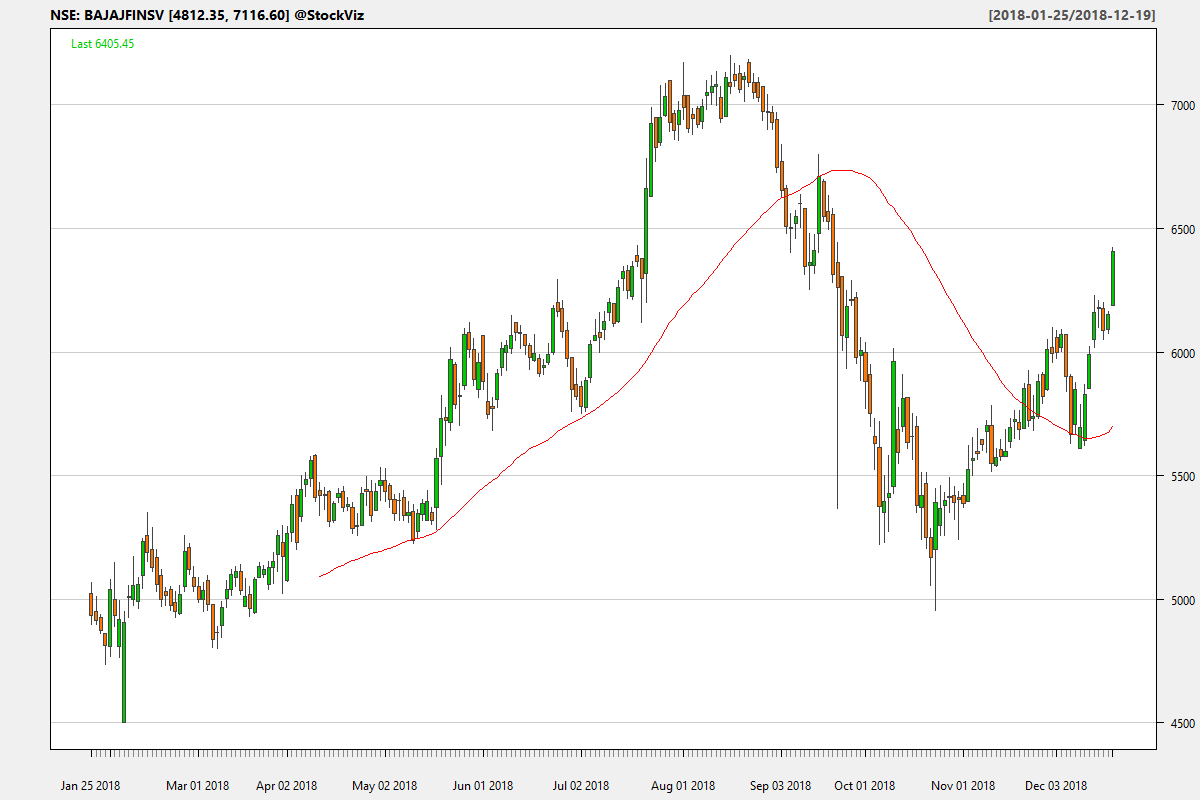 NSE: BAJAJFINSV [4812.35, 7116.60] @StockViz
[2018-01-25/2018-12-19]
Last 6405.45
7000
6500
6000
5500
5000
4500
Jan 25 2018
Mar 01 2018
Apr 02 2018
May 02 2018
Jun 01 2018
Jul 02 2018
Aug 01 2018
Sep 03 2018
Oct 01 2018
Nov 01 2018
Dec 03 2018